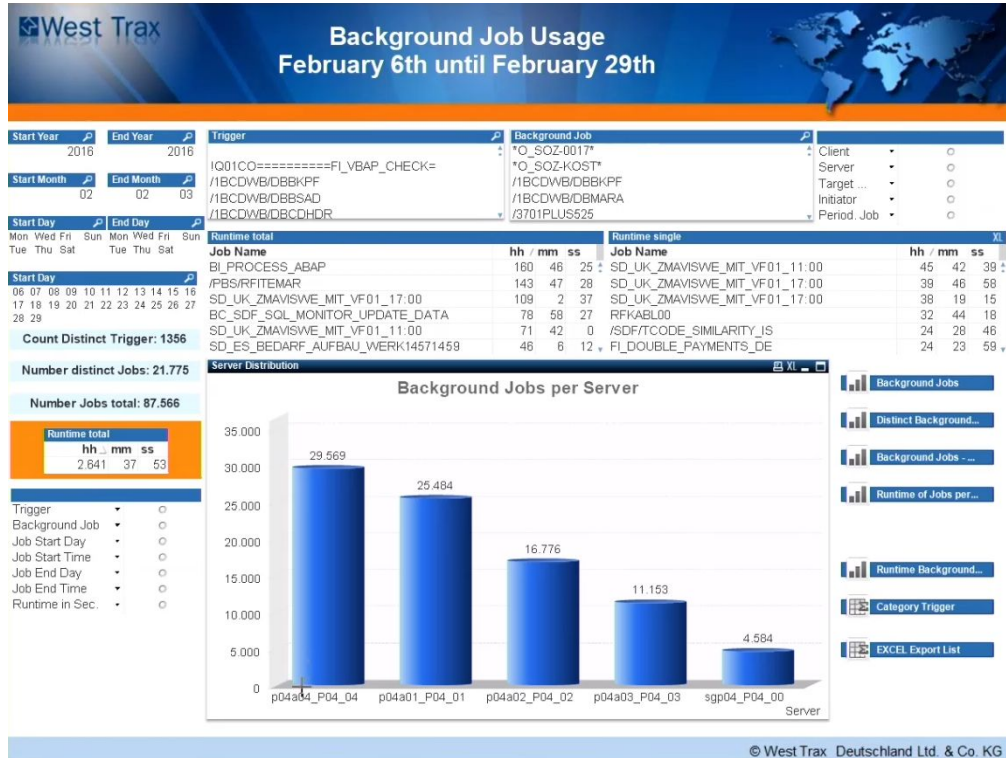 West Trax
Background Job Usage
February 6th until February 29th
Start Year
2016
End Year
2016
Start Month
02
End Month
03
Start Day
Mon Wed Fri Sun
Tue Thu Sat
End Day
Mon Wed Fri Sun
Tue Thu Sat
Start Day
06 07 08 09 10 11 12 13 14 15 16
17 18 19 20 21 22 23 24 25 26 27
28 29
Count Distinct Trigger: 1356
Number distinct Jobs: 21.775
Number Jobs total: 87.566
Runtime total
hh mm ss
2.641 37 53
Trigger
Background Job
Job Start Day
Job Start Time
Job End Day
Job End Time
Runtime in Sec.
Trigger
!Q01CO==========FI_VBAP_CHECK=
/1BCDWB/DBBKPF
/1BCDWB/DBBSAD
/1BCDWB/DBCDHDR
Background Job
*O_SOZ-0017*
*O_SOZ-KOST*
/1BCDWB/DBBKPF
/1BCDWB/DBMARA
/3701PLUS525
Client
Server
Target ...
Initiator
Period. Job
Runtime total
Job Name hh / mm ss
BI_PROCESS_ABAP 160 46 25
/PBS/RFITEMAR 143 47 28
SD_UK_ZMAVISWE_MIT_VF01_17:00 109 2 37
BC_SDF_SQL_MONITOR_UPDATE_DATA 78 58 27
SD_UK_ZMAVISWE_MIT_VF01_11:00 71 42 0
SD_ES_BEDARF_AUFBAU_WERK14571459 46 6 12
Runtime single XL
Job Name hh / mm ss
SD_UK_ZMAVISWE_MIT_VF01_11:00 45 42 39
SD_UK_ZMAVISWE_MIT_VF01_17:00 39 46 58
SD_UK_ZMAVISWE_MIT_VF01_17:00 38 19 15
RFKABL00 32 44 18
/SDF/TCODE_SIMILARITY_IS 24 28 46
FI_DOUBLE_PAYMENTS_DE 24 23 59
Server Distribution XL
Background Jobs per Server
35.000
30.000
25.000
20.000
15.000
10.000
5.000
0
29.569
25.484
16.776
11.153
4.584
p04a04_P04_04
p04a01_P04_01
p04a02_P04_02
p04a03_P04_03
sgp04_P04_00
Server
Background Jobs
Distinct Background...
Background Jobs - ...
Runtime of Jobs per...
Runtime Background...
Category Trigger
EXCEL Export List
© West Trax Deutschland Ltd. & Co. KG